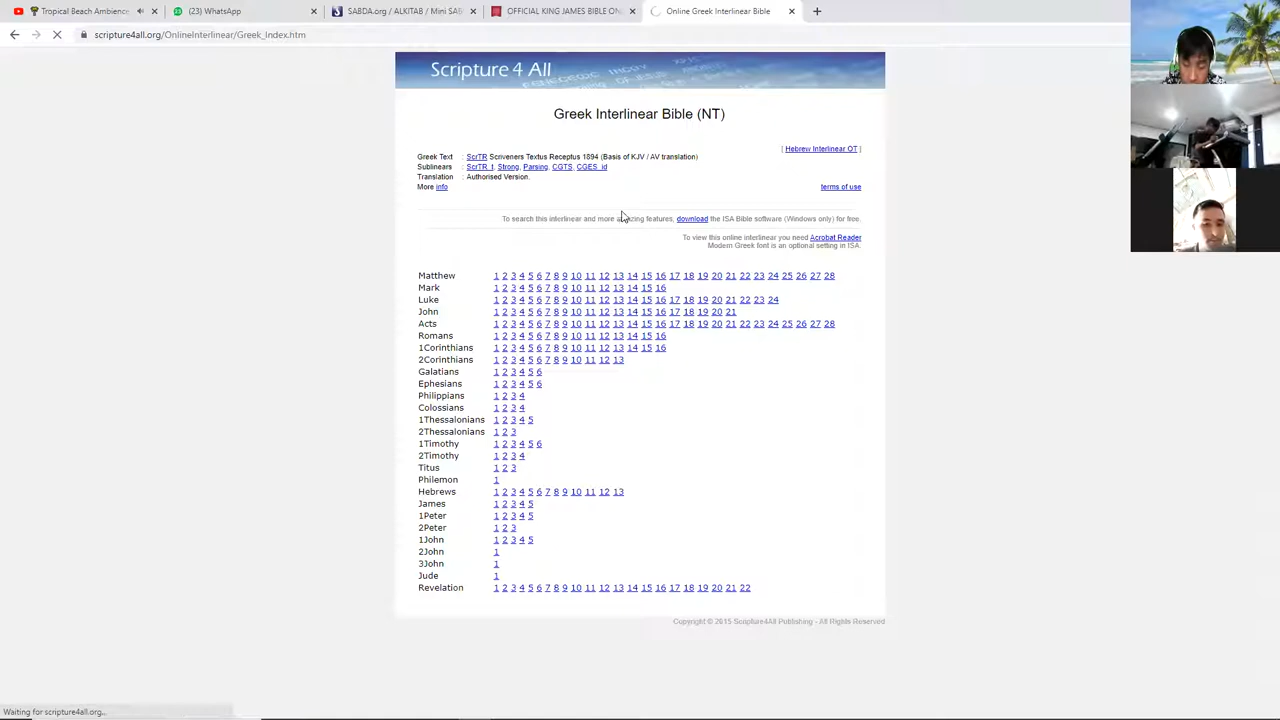 Tropical Beach Ambience
(23) WhatsApp
SABDA.org / ALKITAB / Mini SAB
OFFICIAL KING JAMES BIBLE ON
Online Greek Interlinear Bible
scripture4all.org/OnlineInterlinear/Greek_Index.htm
Scripture 4 All
Greek Interlinear Bible (NT)
[ Hebrew Interlinear OT ]
Greek Text : ScrTR Scriveners Textus Receptus 1894 (Basis of KJV / AV translation)
Sublinears : ScrTR_t, Strong, Parsing, CGTS, CGES_id
Translation : Authorised Version.
More info
terms of use
To search this interlinear and more amazing features, download the ISA Bible software (Windows only) for free.
To view this online interlinear you need Acrobat Reader
Modern Greek font is an optional setting in ISA.
Matthew 1 2 3 4 5 6 7 8 9 10 11 12 13 14 15 16 17 18 19 20 21 22 23 24 25 26 27 28
Mark 1 2 3 4 5 6 7 8 9 10 11 12 13 14 15 16
Luke 1 2 3 4 5 6 7 8 9 10 11 12 13 14 15 16 17 18 19 20 21 22 23 24
John 1 2 3 4 5 6 7 8 9 10 11 12 13 14 15 16 17 18 19 20 21
Acts 1 2 3 4 5 6 7 8 9 10 11 12 13 14 15 16 17 18 19 20 21 22 23 24 25 26 27 28
Romans 1 2 3 4 5 6 7 8 9 10 11 12 13 14 15 16
1Corinthians 1 2 3 4 5 6 7 8 9 10 11 12 13 14 15 16
2Corinthians 1 2 3 4 5 6 7 8 9 10 11 12 13
Galatians 1 2 3 4 5 6
Ephesians 1 2 3 4 5 6
Philippians 1 2 3 4
Colossians 1 2 3 4
1Thessalonians 1 2 3 4 5
2Thessalonians 1 2 3
1Timothy 1 2 3 4 5 6
2Timothy 1 2 3 4
Titus 1 2 3
Philemon 1
Hebrews 1 2 3 4 5 6 7 8 9 10 11 12 13
James 1 2 3 4 5
1Peter 1 2 3 4 5
2Peter 1 2 3
1John 1 2 3 4 5
2John 1
3John 1
Jude 1
Revelation 1 2 3 4 5 6 7 8 9 10 11 12 13 14 15 16 17 18 19 20 21 22
Copyright © 2015 Scripture4All Publishing - All Rights Reserved
Waiting for scripture4all.org...